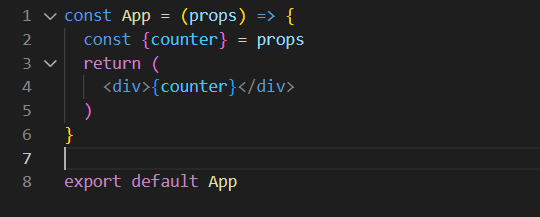 1 const App = (props) => {
2   const {counter} = props
3   return (
4     <div>{counter}</div>
5   )
6 }
7
8 export default App